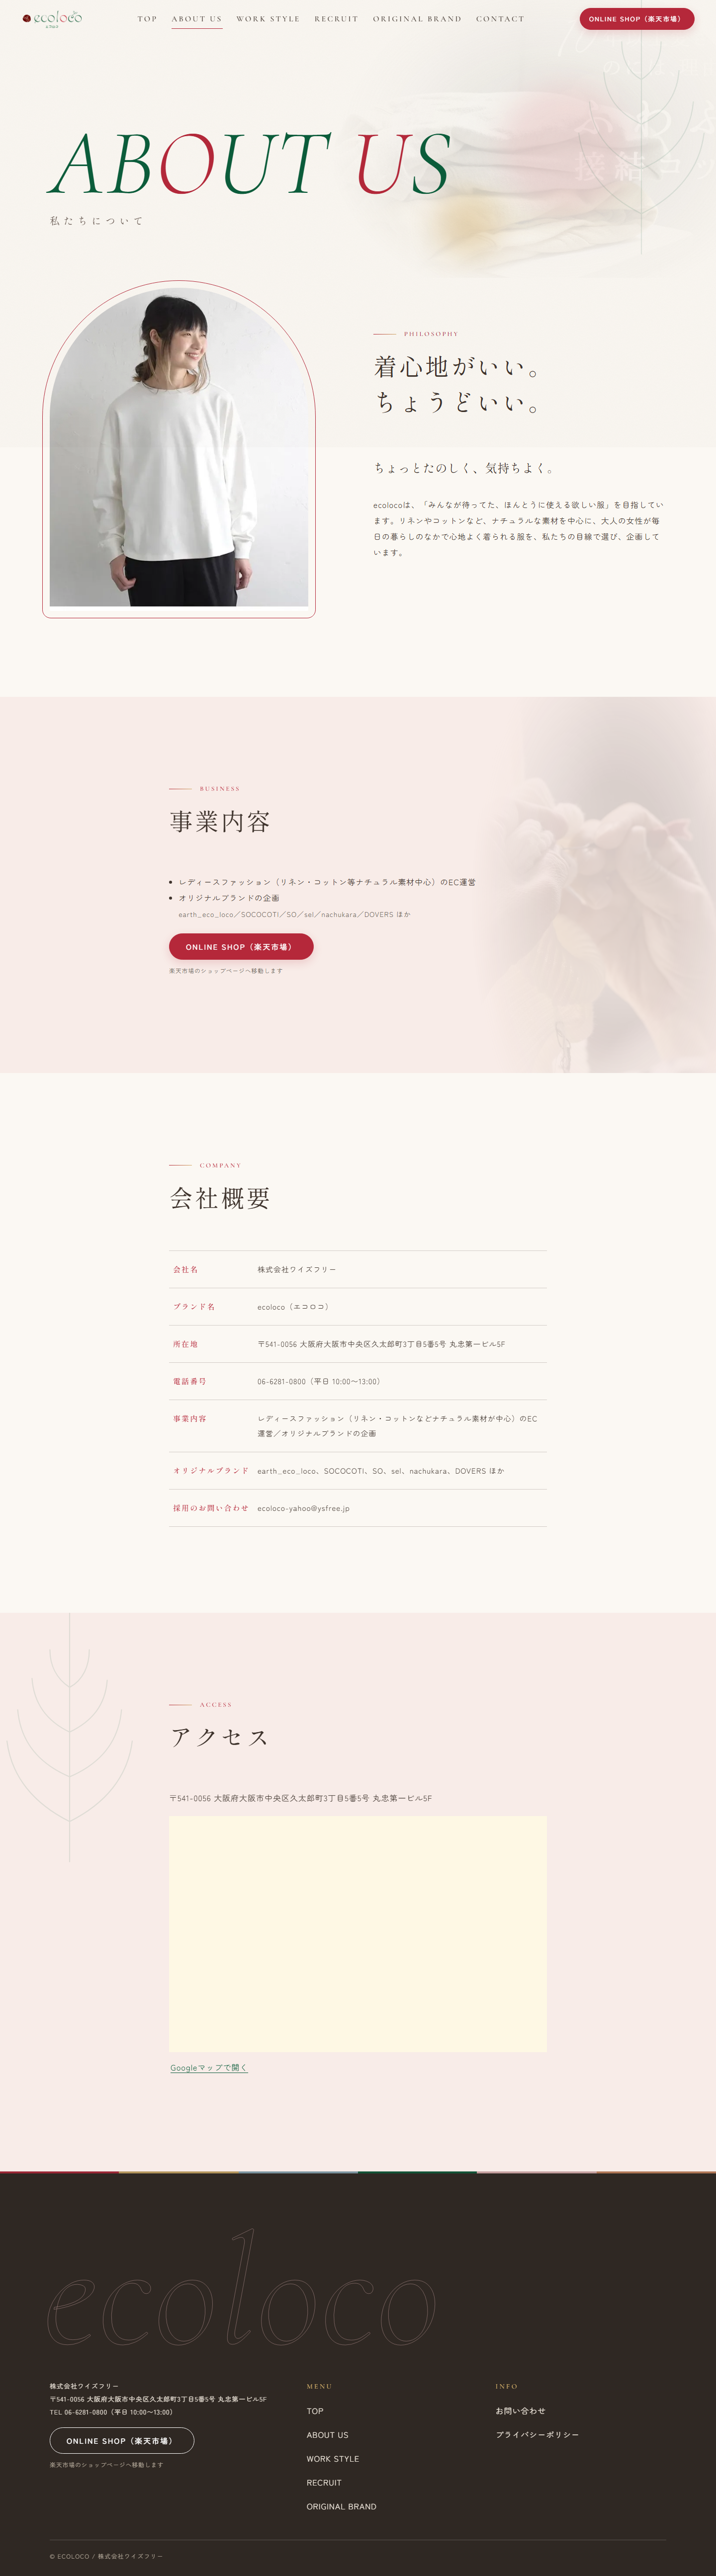 ecoloco
TOP
ABOUT US
WORK STYLE
RECRUIT
ORIGINAL BRAND
CONTACT
ONLINE SHOP（楽天市場）
ABOUT US
私たちについて
PHILOSOPHY
着心地がいい。
ちょうどいい。
ちょっとたのしく、気持ちよく。
ecolocoは、「みんなが待ってた、ほんとうに使える欲しい服」を目指してい
ます。リネンやコットンなど、ナチュラルな素材を中心に、大人の女性が毎
日の暮らしのなかで心地よく着られる服を、私たちの目線で選び、企画して
います。
BUSINESS
事業内容
レディースファッション（リネン・コットン等ナチュラル素材中心）のEC運営
オリジナルブランドの企画
earth_eco_loco／SOCOCOTI／SO／sel／nachukara／DOVERS ほか
ONLINE SHOP（楽天市場）
楽天市場のショップページへ移動します
COMPANY
会社概要
会社名
株式会社ワイズフリー
ブランド名
ecoloco（エコロコ）
所在地
〒541-0056 大阪府大阪市中央区久太郎町3丁目5番5号 丸忠第一ビル5F
電話番号
06-6281-0800（平日 10:00〜13:00）
事業内容
レディースファッション（リネン・コットンなどナチュラル素材が中心）のEC
運営／オリジナルブランドの企画
オリジナルブランド
earth_eco_loco、SOCOCOTI、SO、sel、nachukara、DOVERS ほか
採用のお問い合わせ
ecoloco-yahoo@ysfree.jp
ACCESS
アクセス
〒541-0056 大阪府大阪市中央区久太郎町3丁目5番5号 丸忠第一ビル5F
Googleマップで開く
ecoloco
株式会社ワイズフリー
〒541-0056 大阪府大阪市中央区久太郎町3丁目5番5号 丸忠第一ビル5F
TEL 06-6281-0800（平日 10:00〜13:00）
ONLINE SHOP（楽天市場）
楽天市場のショップページへ移動します
MENU
TOP
ABOUT US
WORK STYLE
RECRUIT
ORIGINAL BRAND
INFO
お問い合わせ
プライバシーポリシー
© ECOLOCO / 株式会社ワイズフリー